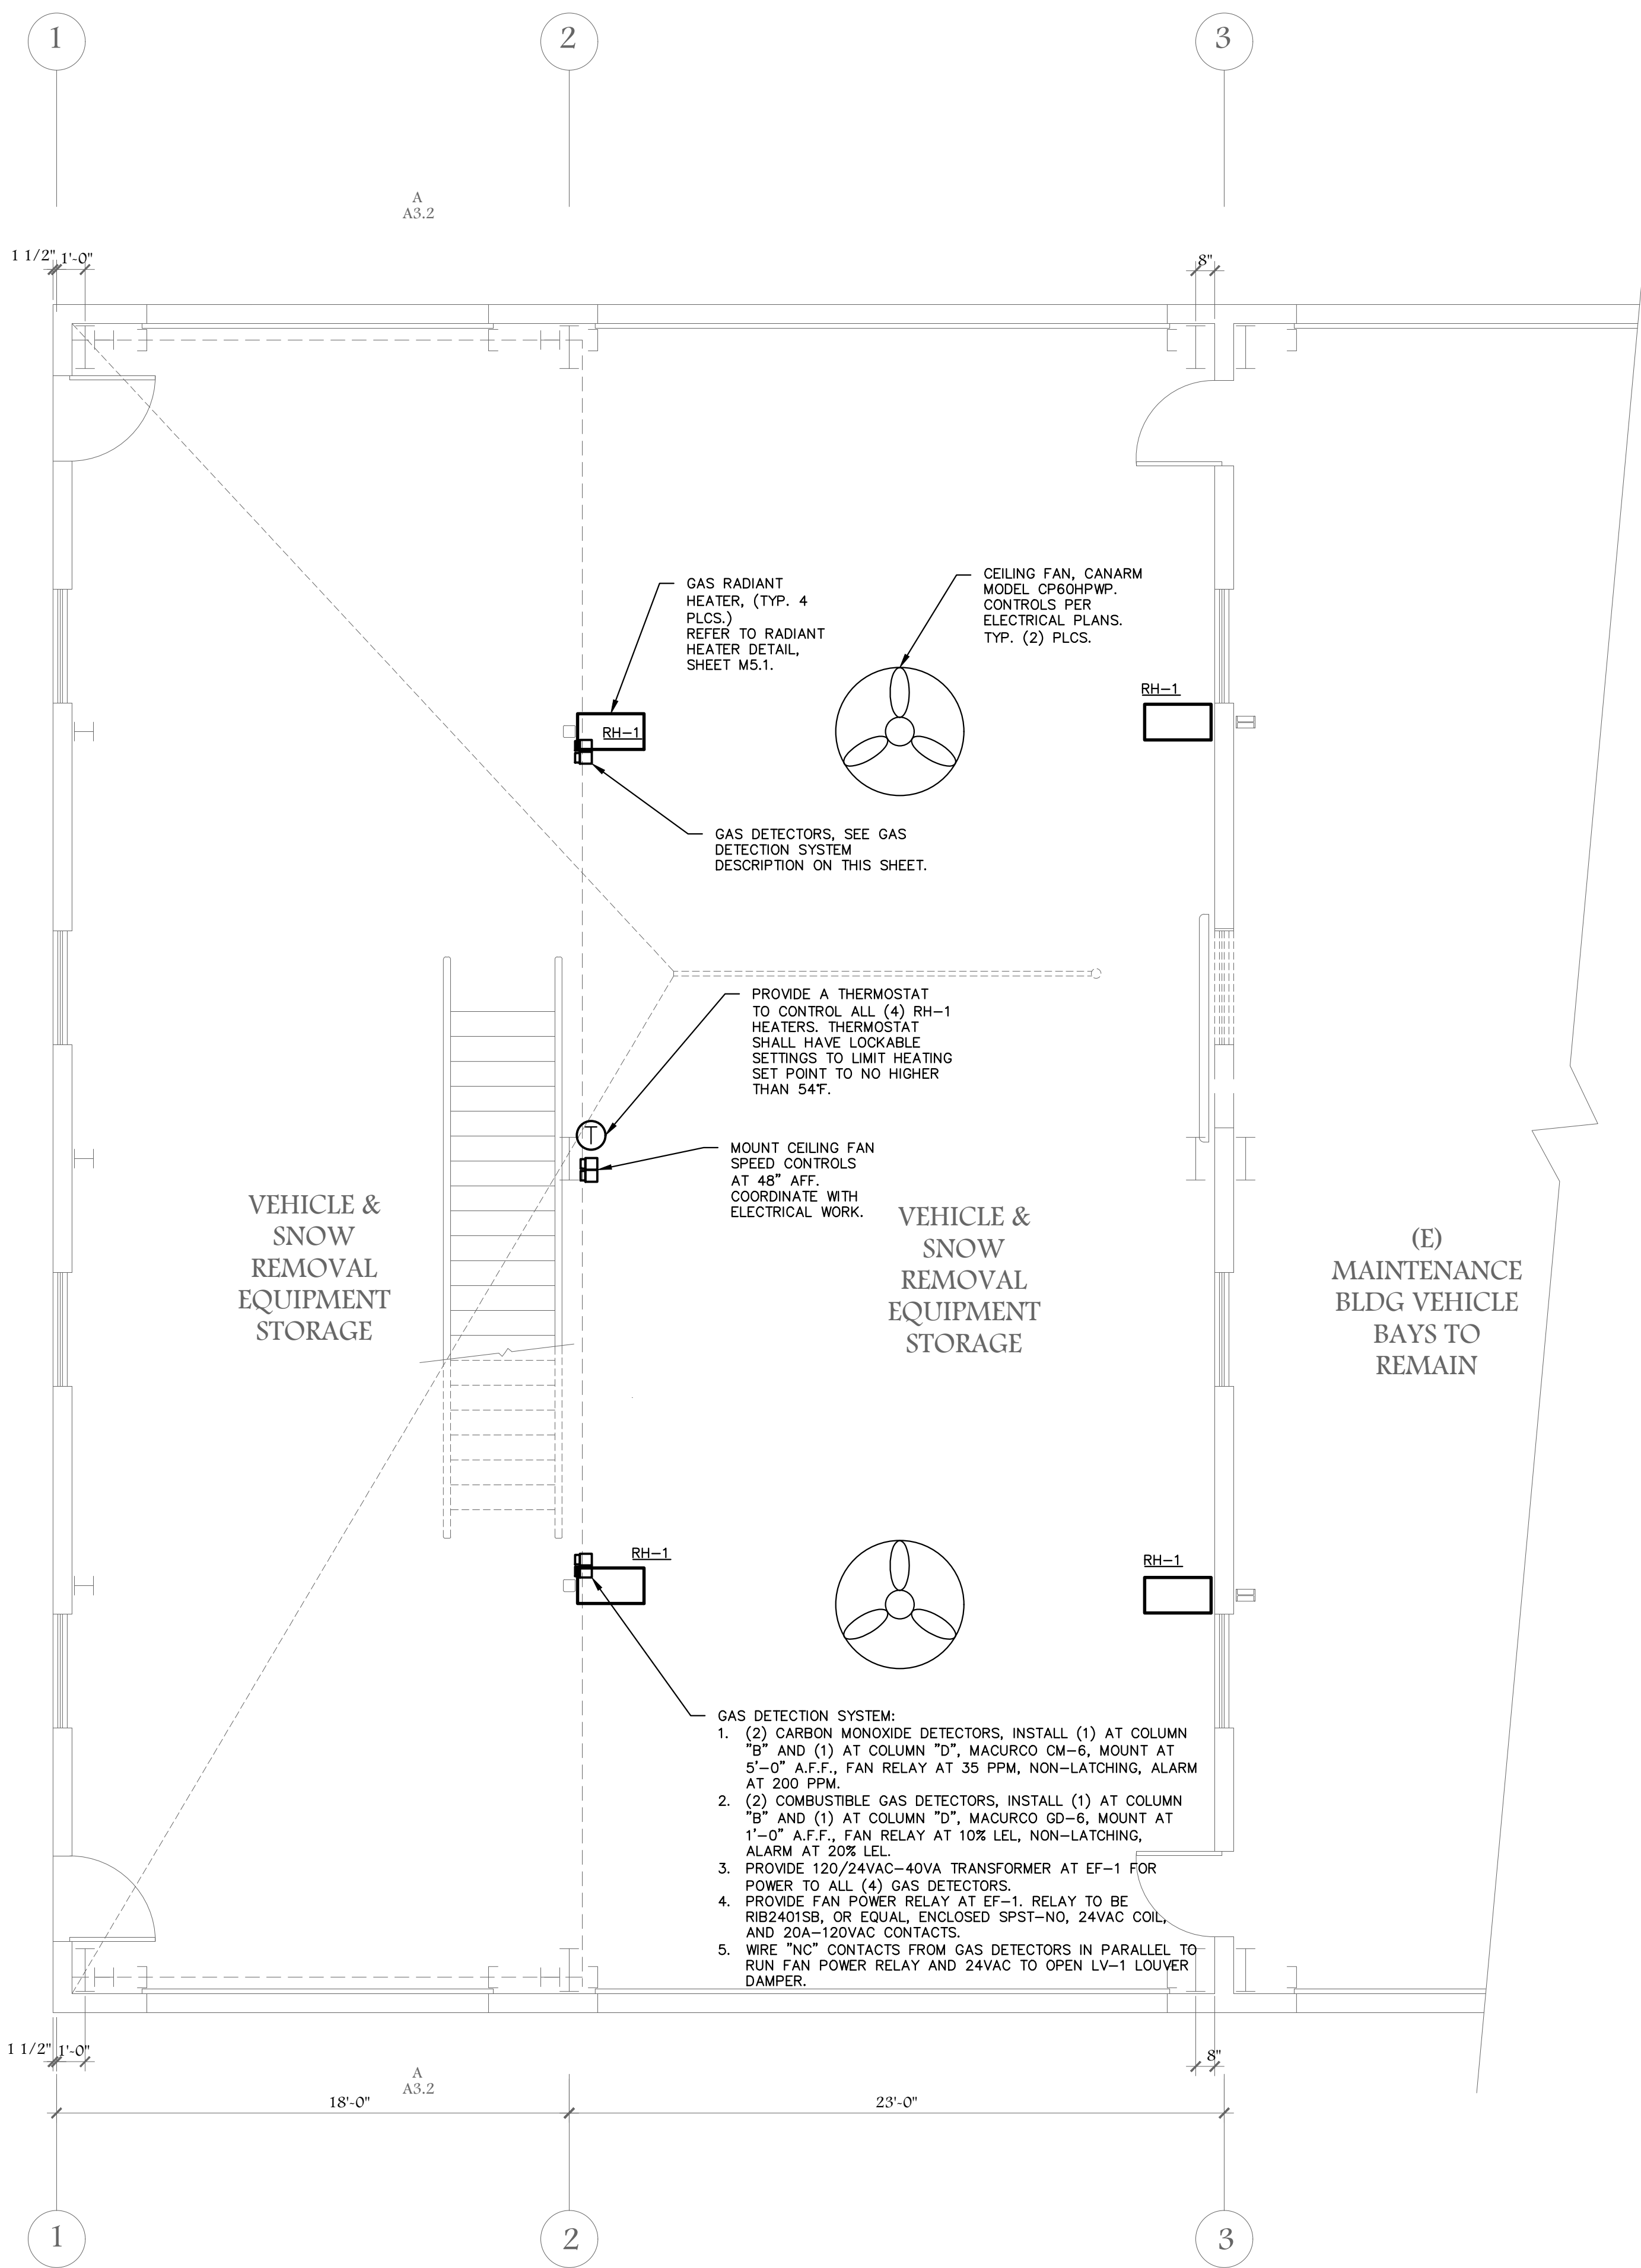 1
2
3
A
A3.2
1 1/2"
1'-0"
8"
GAS RADIANT
HEATER, (TYP. 4
PLCS.)
REFER TO RADIANT
HEATER DETAIL,
SHEET M5.1.
CEILING FAN, CANARM
MODEL CP60HPWP.
CONTROLS PER
ELECTRICAL PLANS.
TYP. (2) PLCS.
RH-1
RH-1
GAS DETECTORS, SEE GAS
DETECTION SYSTEM
DESCRIPTION ON THIS SHEET.
PROVIDE A THERMOSTAT
TO CONTROL ALL (4) RH-1
HEATERS. THERMOSTAT
SHALL HAVE LOCKABLE
SETTINGS TO LIMIT HEATING
SET POINT TO NO HIGHER
THAN 54°F.
T
MOUNT CEILING FAN
SPEED CONTROLS
AT 48" AFF.
COORDINATE WITH
ELECTRICAL WORK.
VEHICLE &
SNOW
REMOVAL
EQUIPMENT
STORAGE
VEHICLE &
SNOW
REMOVAL
EQUIPMENT
STORAGE
(E)
MAINTENANCE
BLDG VEHICLE
BAYS TO
REMAIN
RH-1
RH-1
GAS DETECTION SYSTEM:
1. (2) CARBON MONOXIDE DETECTORS, INSTALL (1) AT COLUMN
"B" AND (1) AT COLUMN "D", MACURCO CM-6, MOUNT AT
5'-0" A.F.F., FAN RELAY AT 35 PPM, NON-LATCHING, ALARM
AT 200 PPM.
2. (2) COMBUSTIBLE GAS DETECTORS, INSTALL (1) AT COLUMN
"B" AND (1) AT COLUMN "D", MACURCO GD-6, MOUNT AT
1'-0" A.F.F., FAN RELAY AT 10% LEL, NON-LATCHING,
ALARM AT 20% LEL.
3. PROVIDE 120/24VAC-40VA TRANSFORMER AT EF-1 FOR
POWER TO ALL (4) GAS DETECTORS.
4. PROVIDE FAN POWER RELAY AT EF-1. RELAY TO BE
RIB2401SB, OR EQUAL, ENCLOSED SPST-NO, 24VAC COIL,
AND 20A-120VAC CONTACTS.
5. WIRE "NC" CONTACTS FROM GAS DETECTORS IN PARALLEL TO
RUN FAN POWER RELAY AND 24VAC TO OPEN LV-1 LOUVER
DAMPER.
1 1/2"
1'-0"
8"
A
A3.2
18'-0"
23'-0"
1
2
3